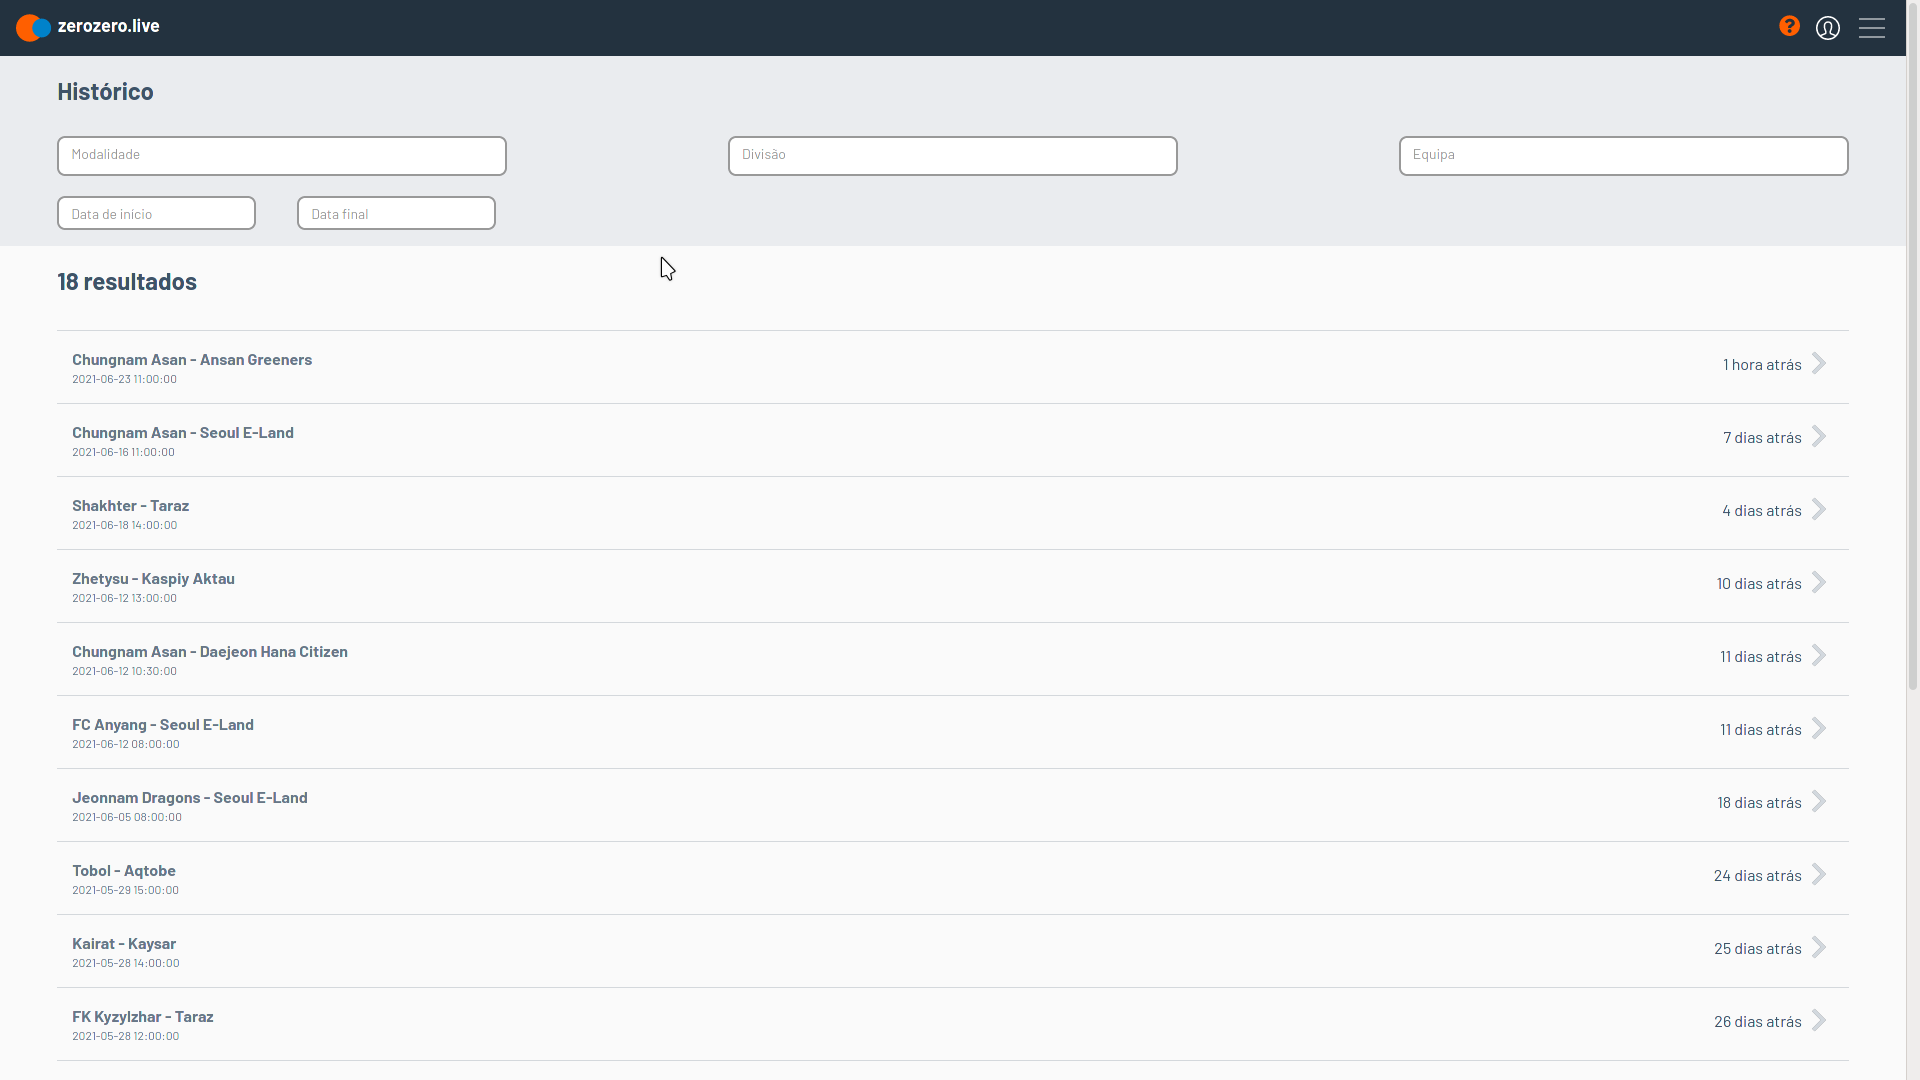 zerozero.live
?
Histórico
Modalidade
Divisão
Equipa
Data de início
Data final
18 resultados
Chungnam Asan - Ansan Greeners
2021-06-23 11:00:00
1 hora atrás
Chungnam Asan - Seoul E-Land
2021-06-16 11:00:00
7 dias atrás
Shakhter - Taraz
2021-06-18 14:00:00
4 dias atrás
Zhetysu - Kaspiy Aktau
2021-06-12 13:00:00
10 dias atrás
Chungnam Asan - Daejeon Hana Citizen
2021-06-12 10:30:00
11 dias atrás
FC Anyang - Seoul E-Land
2021-06-12 08:00:00
11 dias atrás
Jeonnam Dragons - Seoul E-Land
2021-06-05 08:00:00
18 dias atrás
Tobol - Aqtobe
2021-05-29 15:00:00
24 dias atrás
Kairat - Kaysar
2021-05-28 14:00:00
25 dias atrás
FK Kyzylzhar - Taraz
2021-05-28 12:00:00
26 dias atrás